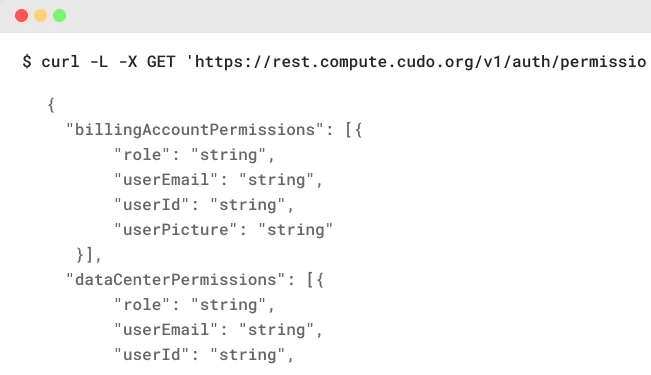 $ curl -L -X GET 'https://rest.compute.cudo.org/v1/auth/permissio
{
"billingAccountPermissions": [{
"role": "string",
"userEmail": "string",
"userId": "string",
"userPicture": "string"
}],
"dataCenterPermissions": [{
"role": "string",
"userEmail": "string",
"userId": "string",